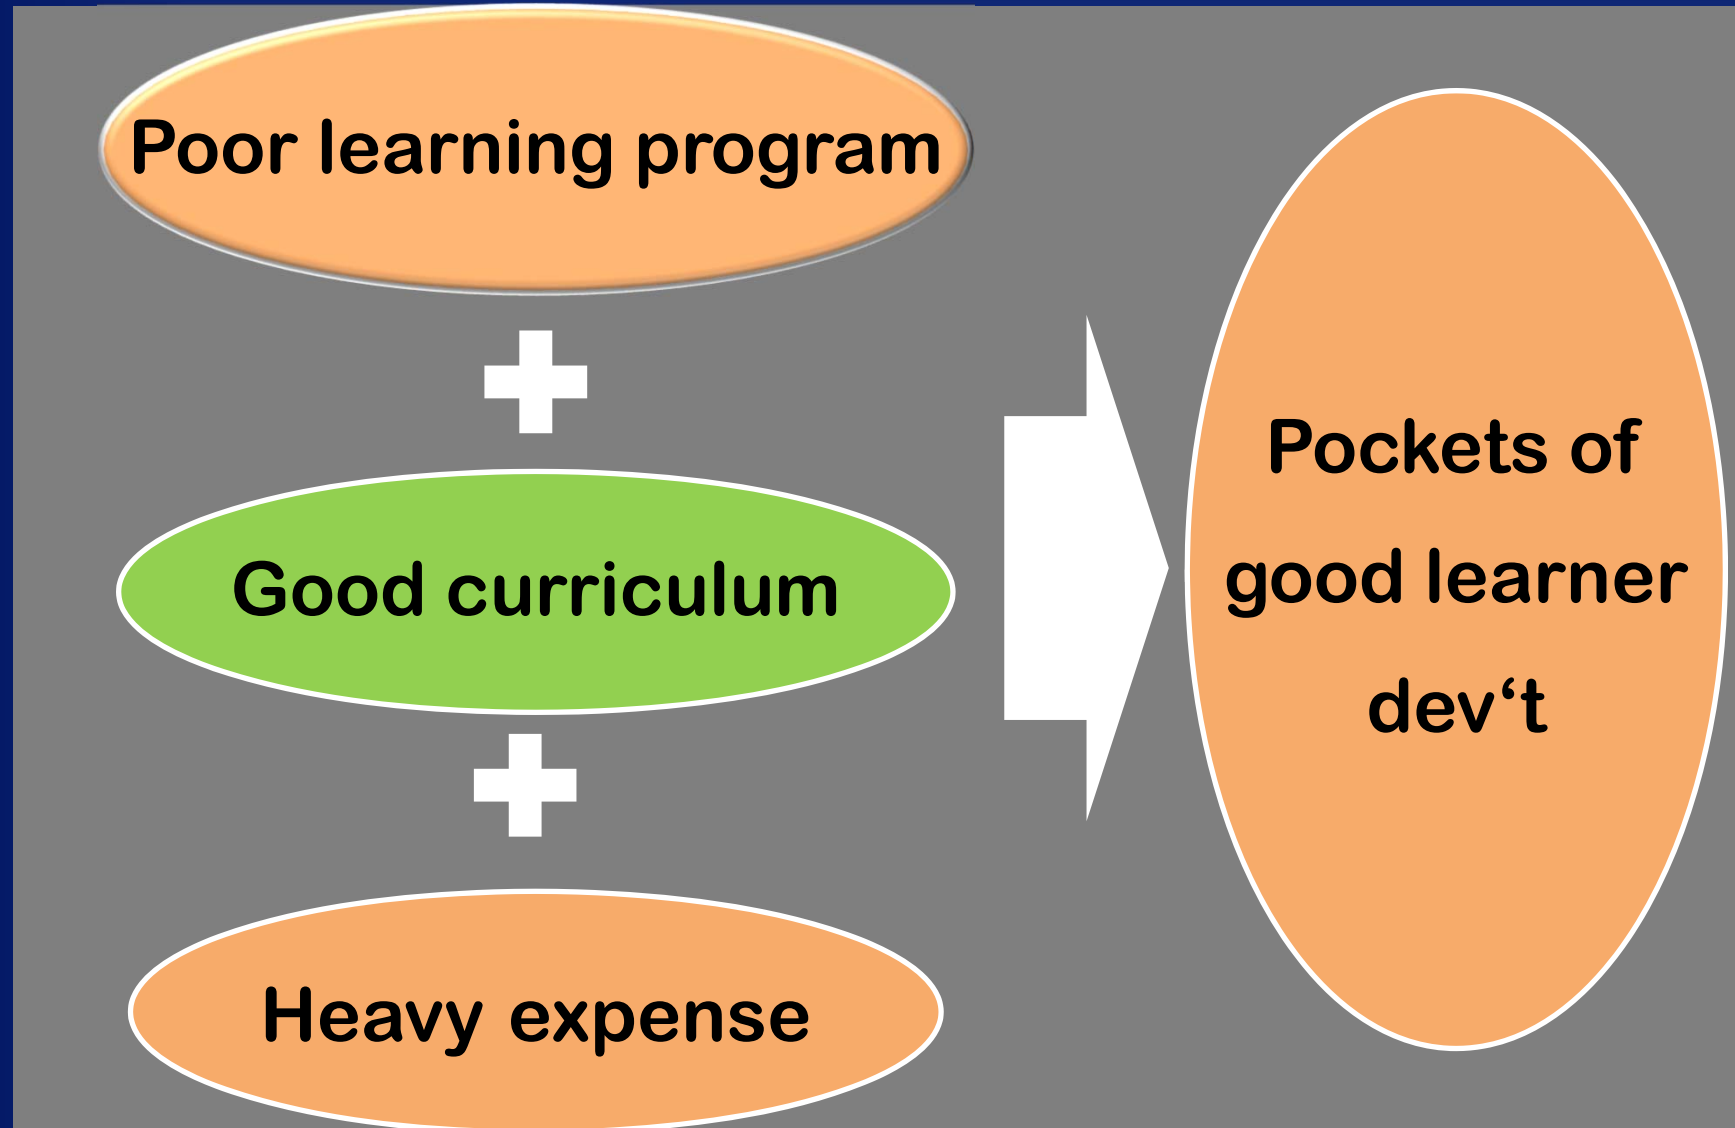 Poor learning program
Good curriculum
Heavy expense
Pockets of
good learner
dev‘t